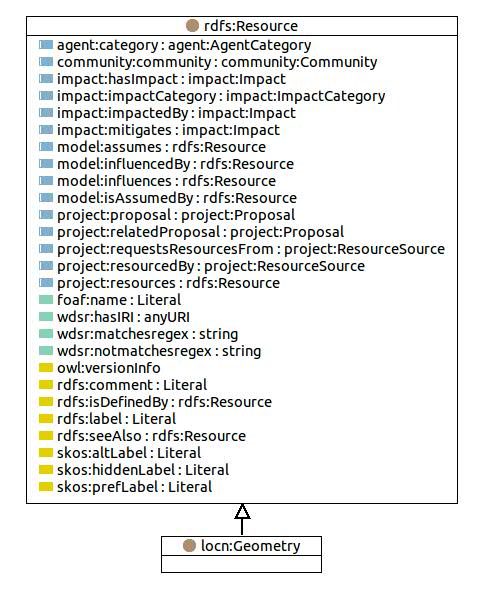 rdfs:Resource
agent:category : agent:AgentCategory
community:community : community:Community
impact:hasImpact : impact:Impact
impact:impactCategory : impact:ImpactCategory
impact:impactedBy : impact:Impact
impact:mitigates : impact:Impact
model:assumes : rdfs:Resource
model:influencedBy : rdfs:Resource
model:influences : rdfs:Resource
model:isAssumedBy : rdfs:Resource
project:proposal : project:Proposal
project:relatedProposal : project:Proposal
project:requestsResourcesFrom : project:ResourceSource
project:resourcedBy : project:ResourceSource
project:resources : rdfs:Resource
foaf:name : Literal
wdsr:hasIRI : anyURI
wdsr:matchesregex : string
wdsr:notmatchesregex : string
owl:versionInfo
rdfs:comment : Literal
rdfs:isDefinedBy : rdfs:Resource
rdfs:label : Literal
rdfs:seeAlso : rdfs:Resource
skos:altLabel : Literal
skos:hiddenLabel : Literal
skos:prefLabel : Literal
locn:Geometry